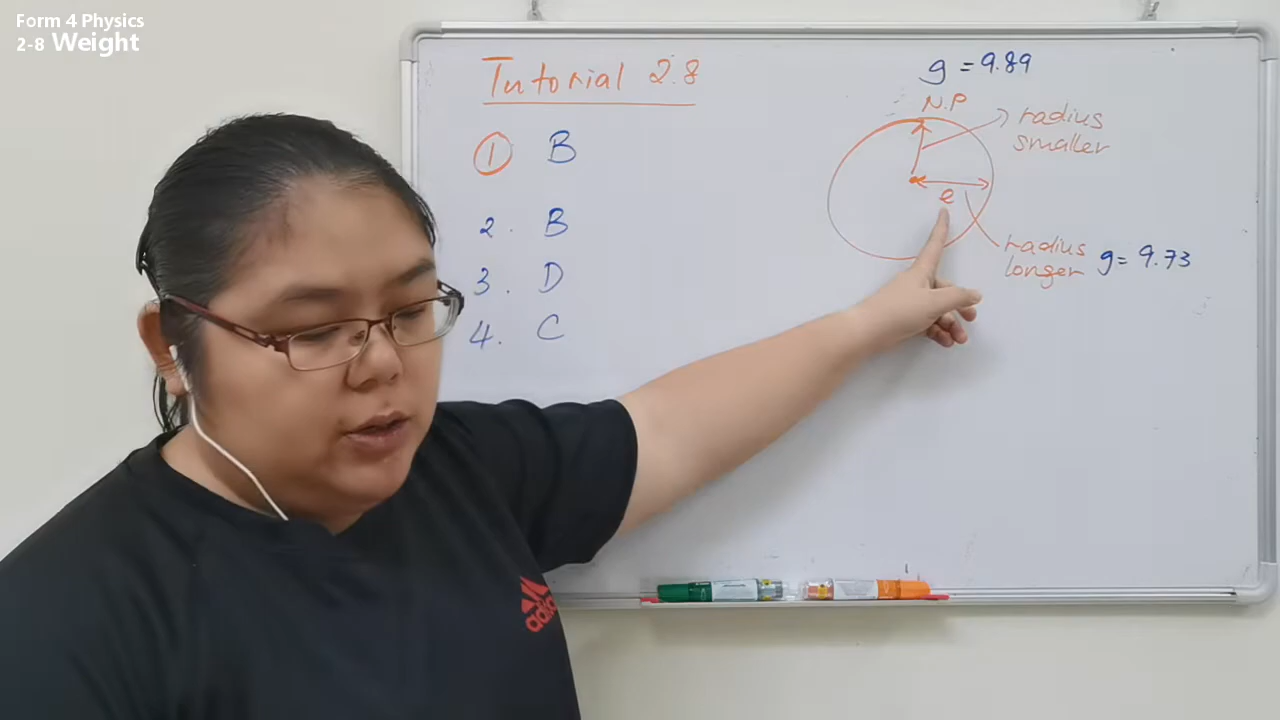 Form 4 Physics
2-8 Weight
Tutorial 2.8
1 B
2. B
3. D
4. C
g = 9.89
N.P
radius
smaller
e
radius
longer g = 9.73
adidas